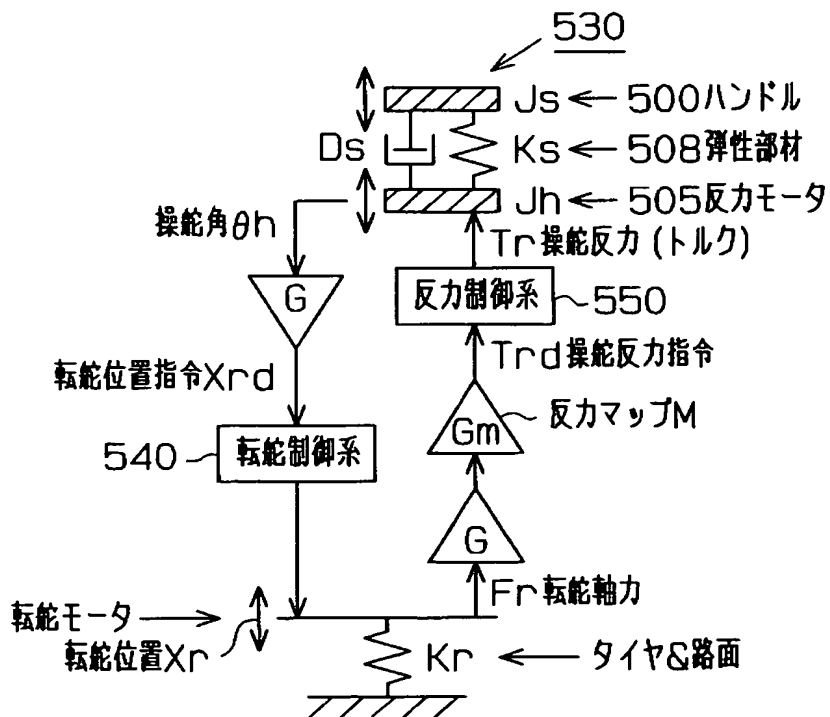 530
Js ← 500ハンドル
Ds
Ks ← 508弾性部材
Jh ← 505反力モータ
操舵角θh
Tr操舵反力(トルク)
G
反力制御系
550
Trd操舵反力指令
転舵位置指令Xrd
Gm
反力マップM
540
転舵制御系
G
Fr転舵軸力
転舵モータ
転舵位置Xr
Kr ← タイヤ&路面